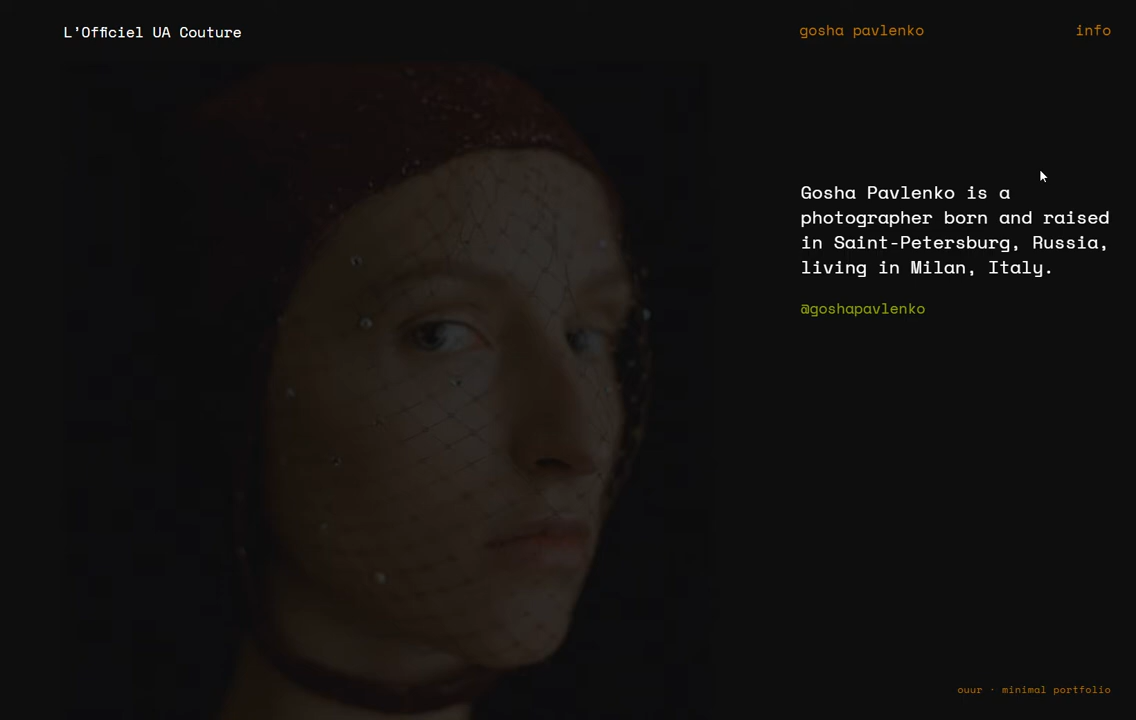 L’Officiel UA Couture
gosha pavlenko
info
Gosha Pavlenko is a
photographer born and raised
in Saint-Petersburg, Russia,
living in Milan, Italy.
@goshapavlenko
ouur · minimal portfolio